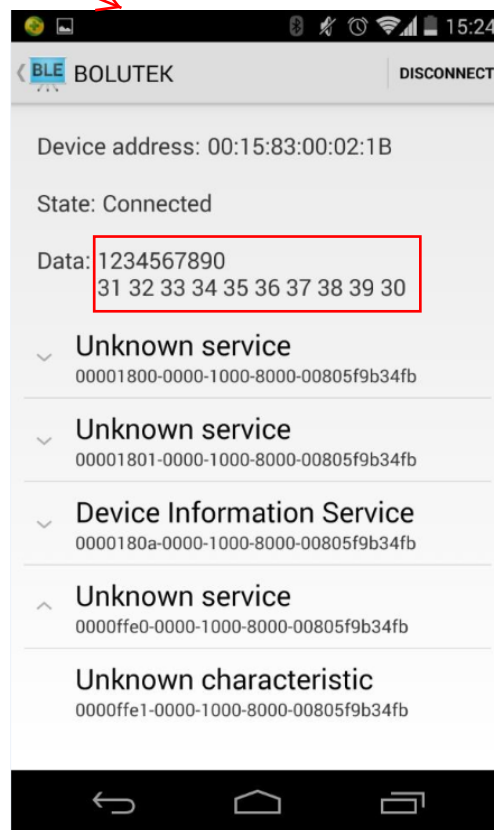 15:24
BLE BOLUTEK DISCONNECT
Device address: 00:15:83:00:02:1B
State: Connected
Data: 1234567890
31 32 33 34 35 36 37 38 39 30
Unknown service
00001800-0000-1000-8000-00805f9b34fb
Unknown service
00001801-0000-1000-8000-00805f9b34fb
Device Information Service
0000180a-0000-1000-8000-00805f9b34fb
Unknown service
0000ffe0-0000-1000-8000-00805f9b34fb
Unknown characteristic
0000ffe1-0000-1000-8000-00805f9b34fb